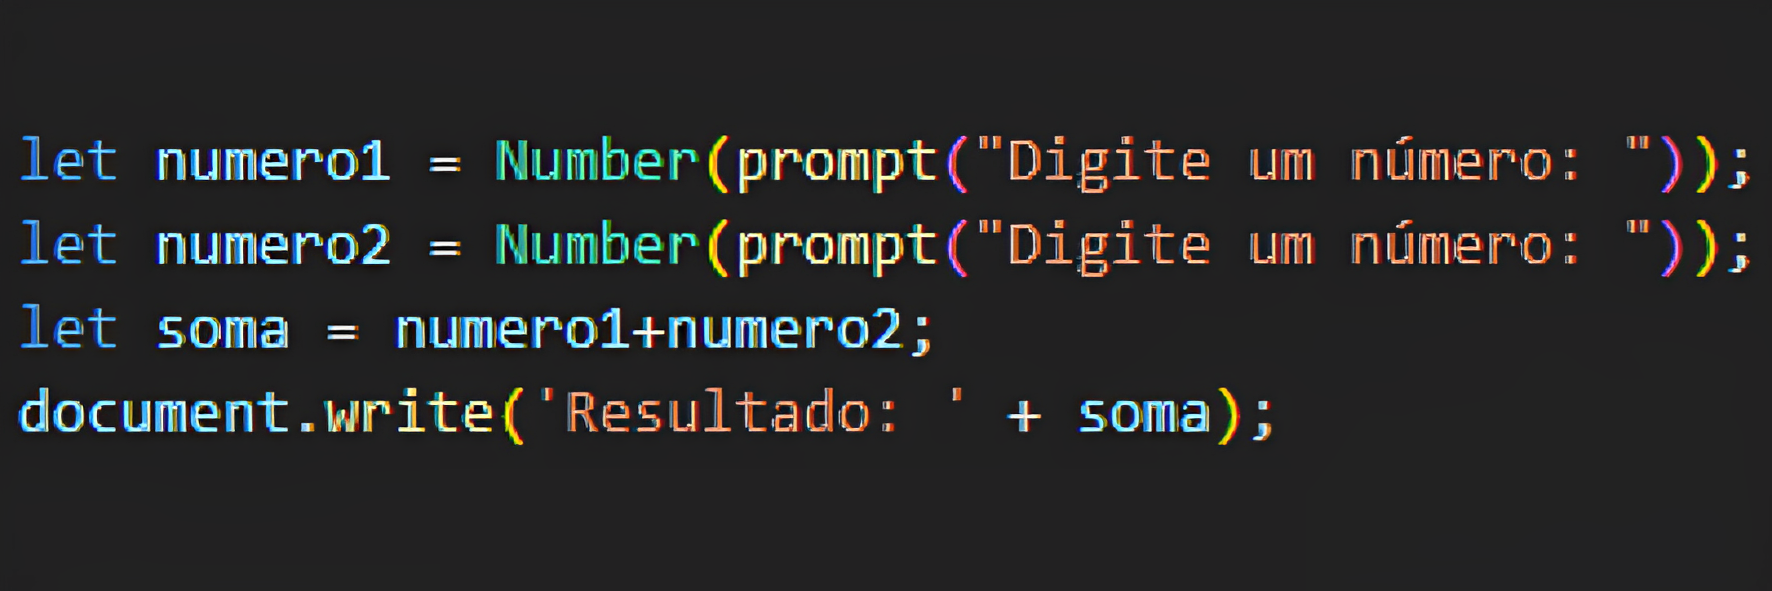 let numero1 = Number(prompt("Digite um número: "));
let numero2 = Number(prompt("Digite um número: "));
let soma = numero1+numero2;
document.write('Resultado: ' + soma);